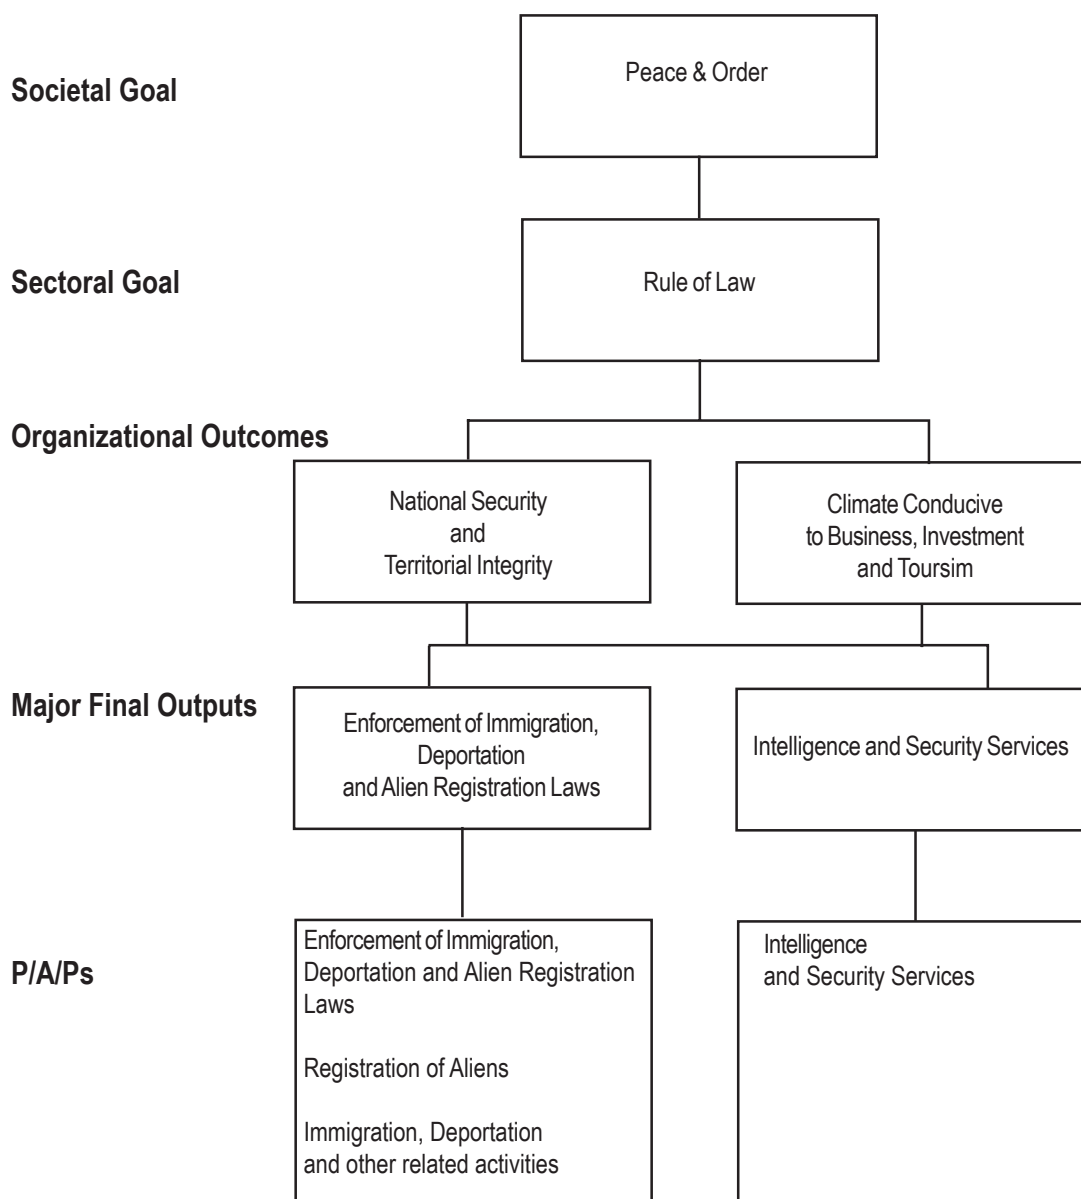 Societal Goal
Peace & Order
Sectoral Goal
Rule of Law
Organizational Outcomes
National Security
and
Territorial Integrity
Climate Conducive
to Business, Investment
and Toursim
Major Final Outputs
Enforcement of Immigration,
Deportation
and Alien Registration Laws
Intelligence and Security Services
P/A/Ps
Enforcement of Immigration,
Deportation and Alien Registration
Laws
Registration of Aliens
Immigration, Deportation
and other related activities
Intelligence
and Security Services